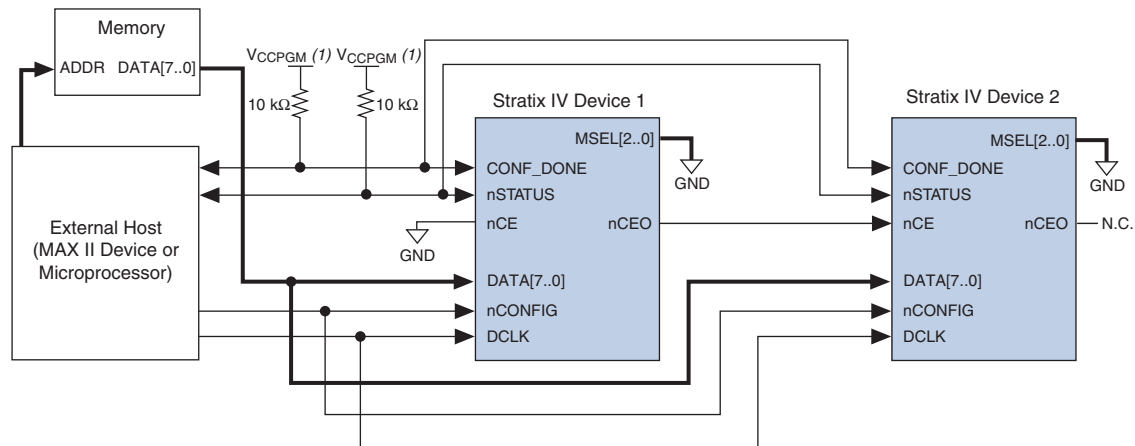 Memory
ADDR DATA[7..0]
VCCPGM (1) VCCPGM (1)
10 kΩ 10 kΩ
Stratix IV Device 1
Stratix IV Device 2
MSEL[2..0]
MSEL[2..0]
CONF_DONE
CONF_DONE
GND
GND
nSTATUS
nSTATUS
External Host
(MAX II Device or
Microprocessor)
nCE nCEO
nCE nCEO N.C.
GND
DATA[7..0]
DATA[7..0]
nCONFIG
nCONFIG
DCLK
DCLK